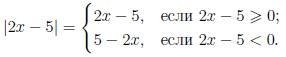 |2x − 5| = { 2x − 5, если 2x − 5 ⩾ 0;
5 − 2x, если 2x − 5 < 0.